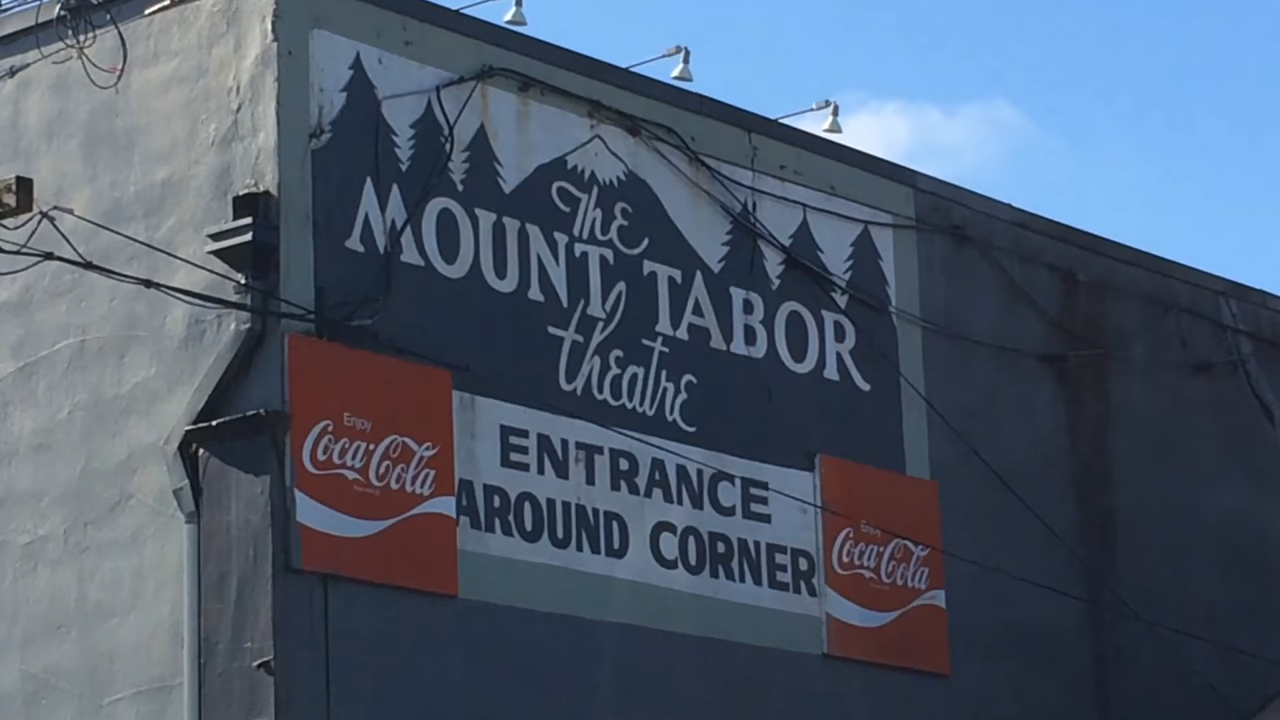 The
MOUNT TABOR
theatre
Enjoy
Coca-Cola
ENTRANCE
AROUND CORNER
Enjoy
Coca-Cola